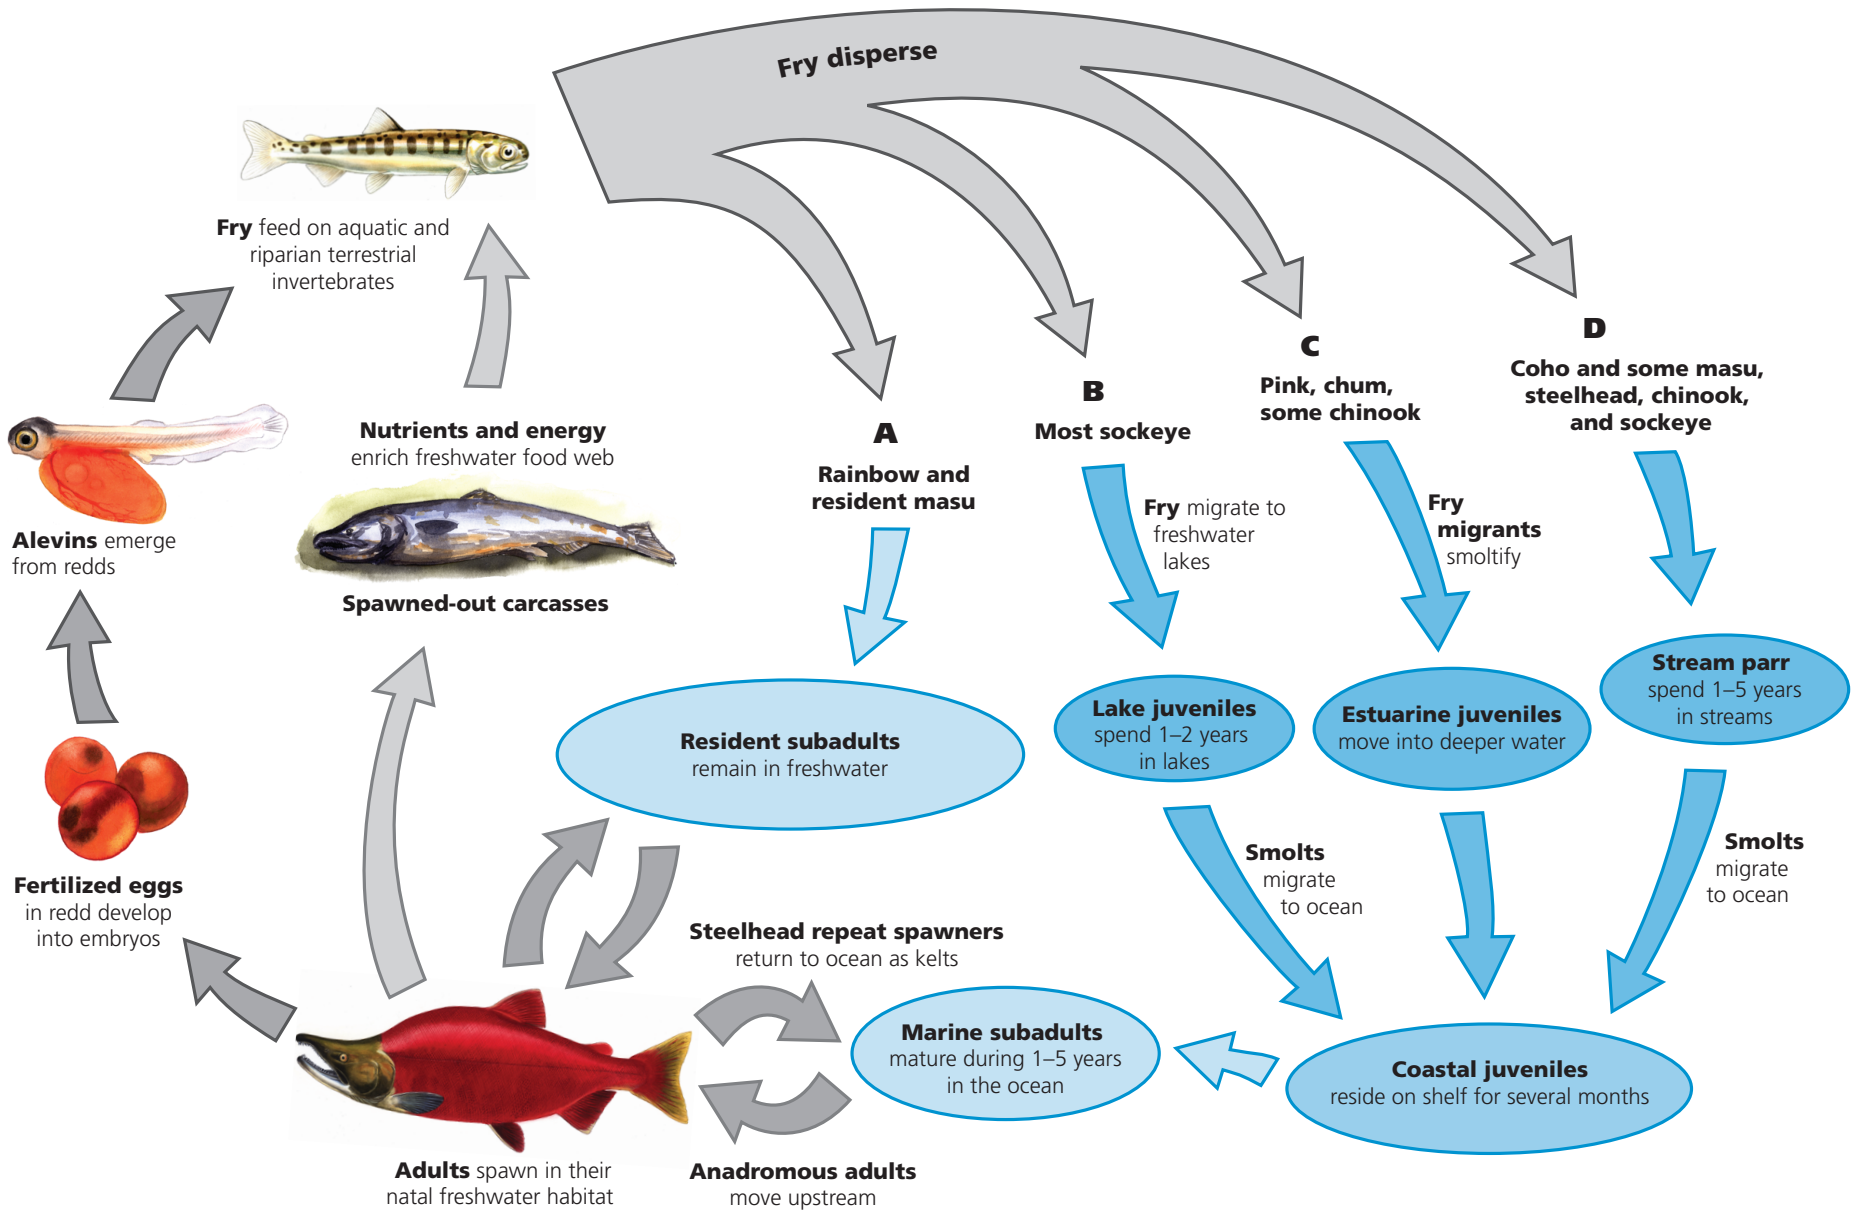 Fry disperse
Fry feed on aquatic and
riparian terrestrial
invertebrates
Nutrients and energy
enrich freshwater food web
Spawned-out carcasses
Alevins emerge
from redds
Fertilized eggs
in redd develop
into embryos
A
Rainbow and
resident masu
B
Most sockeye
C
Pink, chum,
some chinook
D
Coho and some masu,
steelhead, chinook,
and sockeye
Fry migrate to
freshwater
lakes
Fry
migrants
smoltify
Resident subadults
remain in freshwater
Lake juveniles
spend 1–2 years
in lakes
Estuarine juveniles
move into deeper water
Stream parr
spend 1–5 years
in streams
Smolts
migrate
to ocean
Smolts
migrate
to ocean
Steelhead repeat spawners
return to ocean as kelts
Marine subadults
mature during 1–5 years
in the ocean
Coastal juveniles
reside on shelf for several months
Adults spawn in their
natal freshwater habitat
Anadromous adults
move upstream